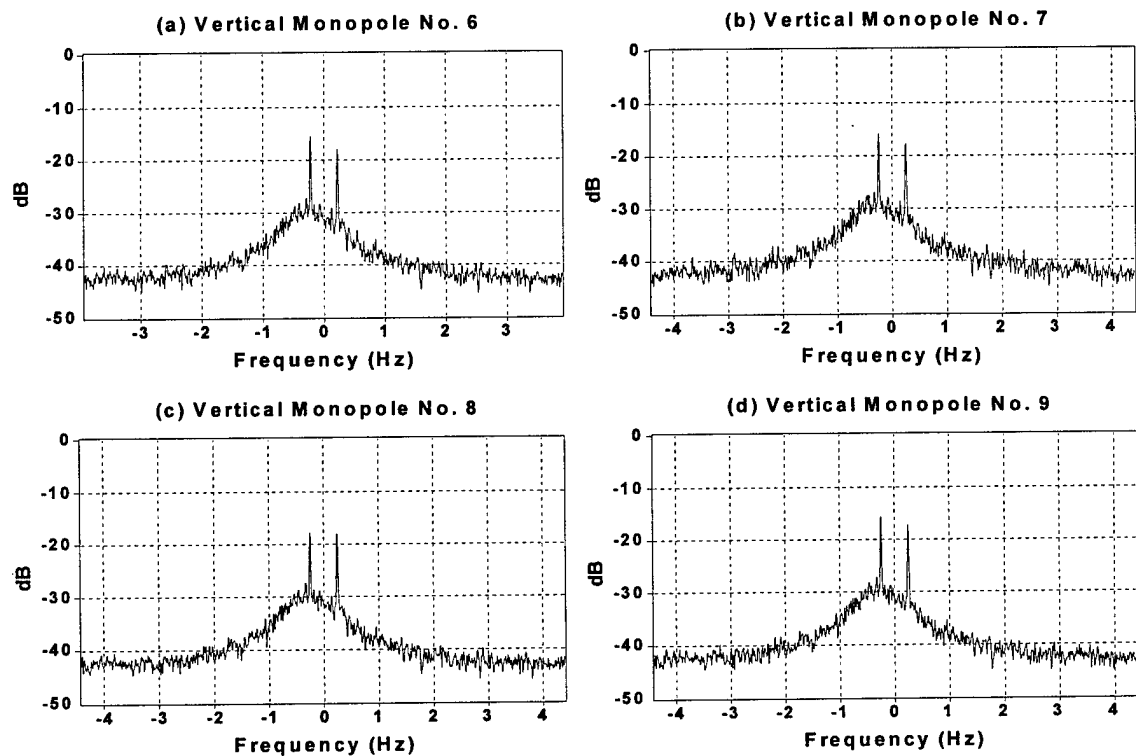 (a) Vertical Monopole No. 6
0
-10
-20
-30
-40
-50
dB
-3 -2 -1 0 1 2 3
Frequency (Hz)
(b) Vertical Monopole No. 7
0
-10
-20
-30
-40
-50
dB
-4 -3 -2 -1 0 1 2 3 4
Frequency (Hz)
(c) Vertical Monopole No. 8
0
-10
-20
-30
-40
-50
dB
-4 -3 -2 -1 0 1 2 3 4
Frequency (Hz)
(d) Vertical Monopole No. 9
0
-10
-20
-30
-40
-50
dB
-4 -3 -2 -1 0 1 2 3 4
Frequency (Hz)